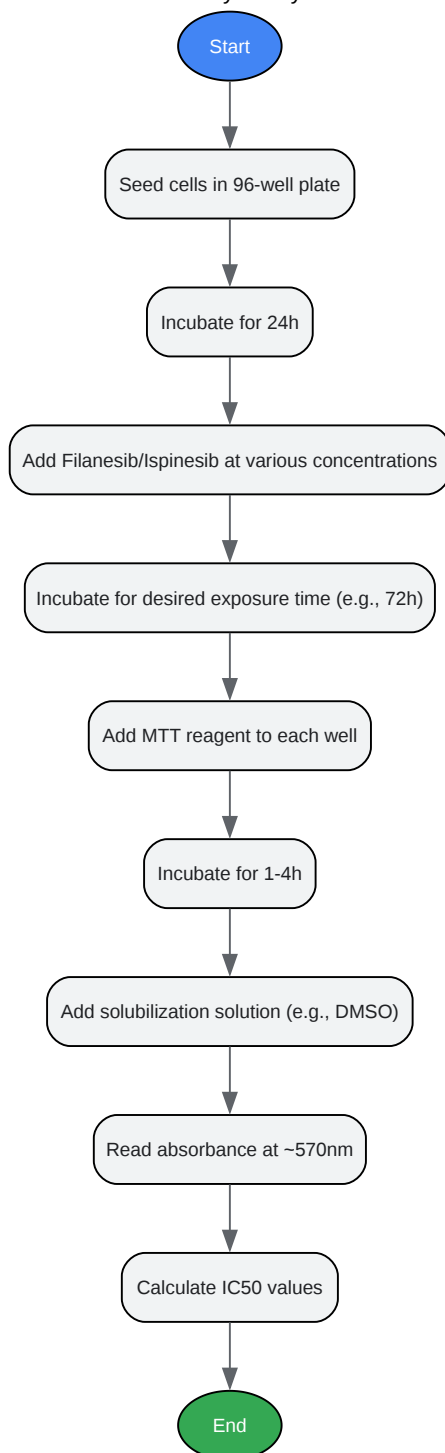 Start
Seed cells in 96-well plate
Incubate for 24h
Add Filanesib/Ispinesib at various concentrations
Incubate for desired exposure time (e.g., 72h)
Add MTT reagent to each well
Incubate for 1-4h
Add solubilization solution (e.g., DMSO)
Read absorbance at ~570nm
Calculate IC50 values
End